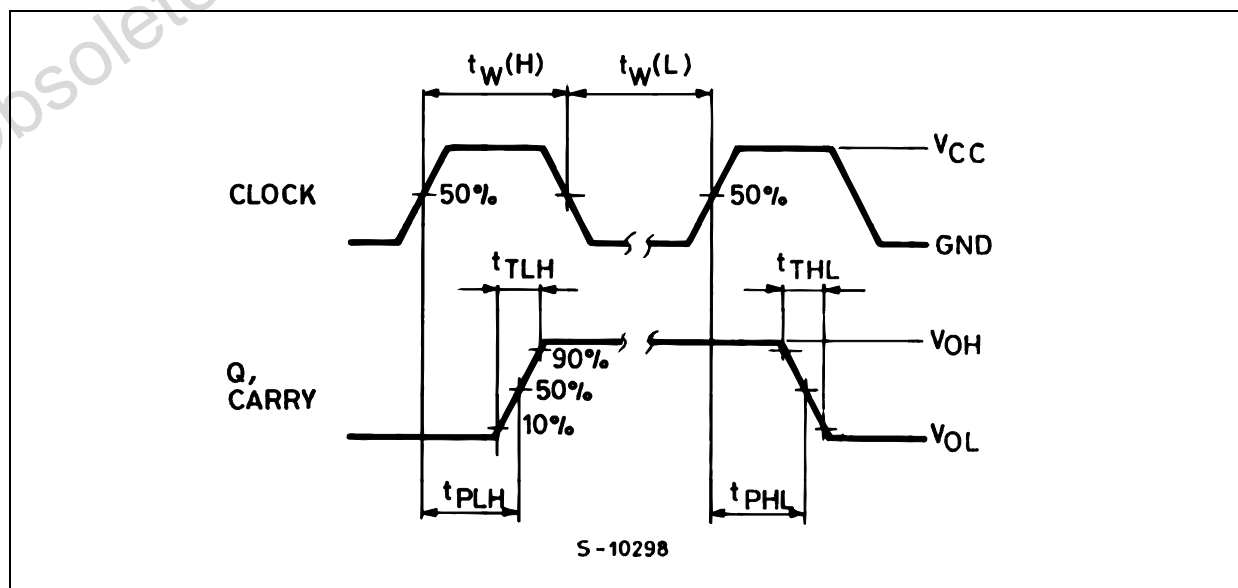 obsolete
tW(H) tW(L)
VCC
CLOCK 50% 50%
GND
tTLH tTHL
VOH
90%
Q, 50%
CARRY
10%
VOL
tPLH tPHL
S-10298